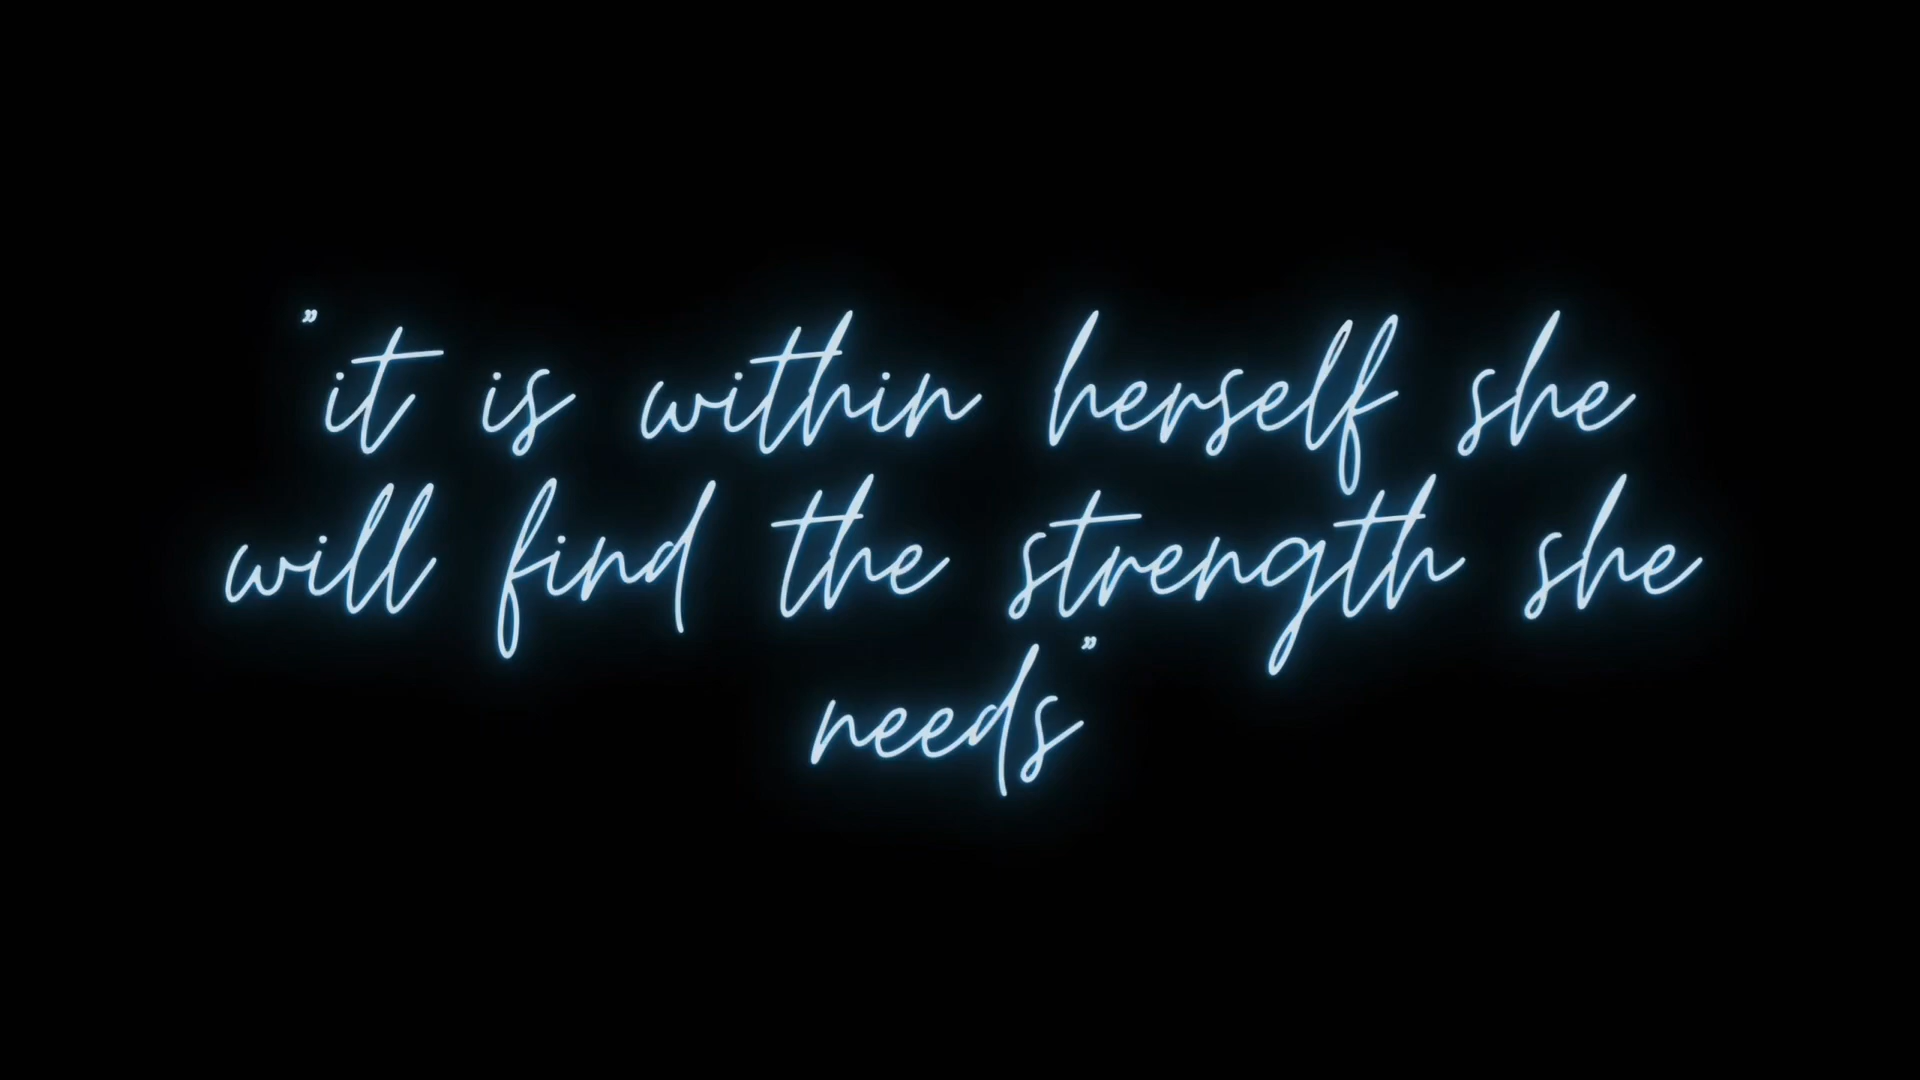 ”it is within herself she
will find the strength she
needs”